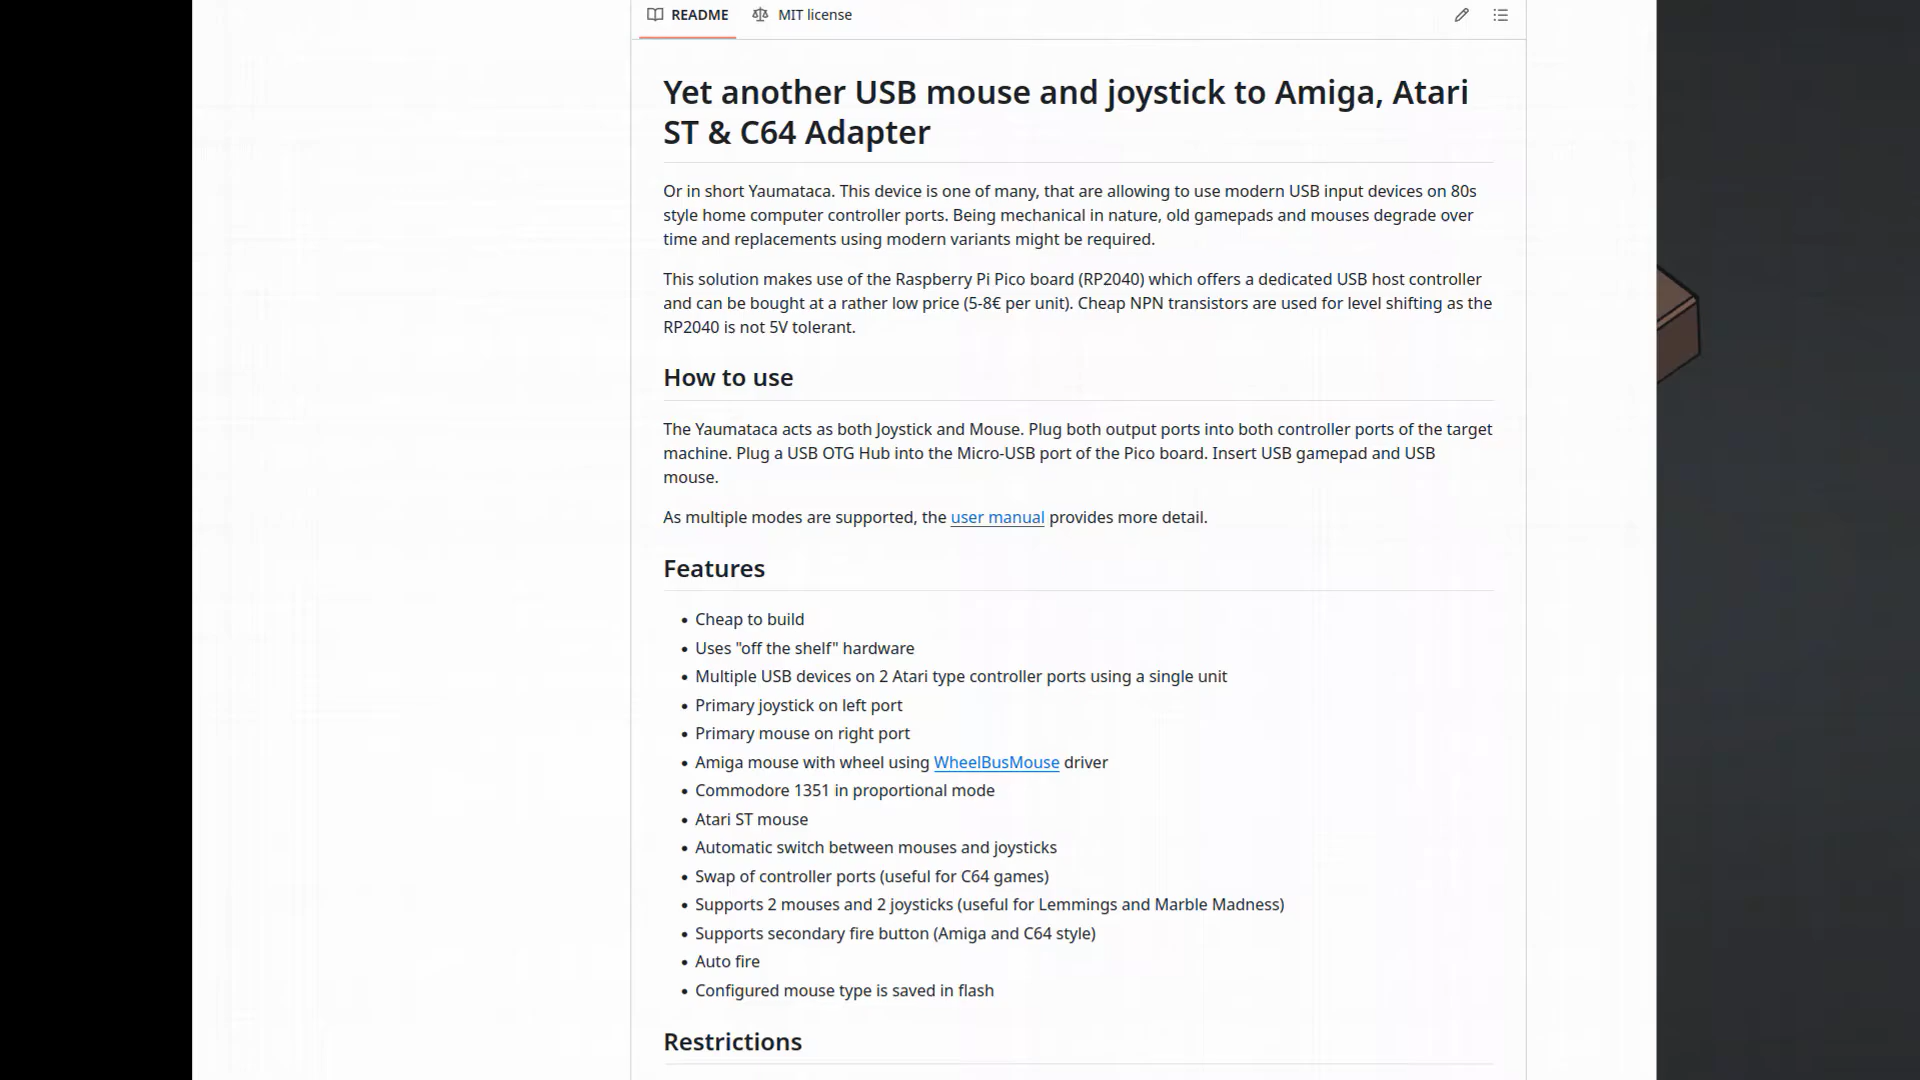 README
MIT license
Yet another USB mouse and joystick to Amiga, Atari
ST & C64 Adapter
Or in short Yaumataca. This device is one of many, that are allowing to use modern USB input devices on 80s
style home computer controller ports. Being mechanical in nature, old gamepads and mouses degrade over
time and replacements using modern variants might be required.
This solution makes use of the Raspberry Pi Pico board (RP2040) which offers a dedicated USB host controller
and can be bought at a rather low price (5-8€ per unit). Cheap NPN transistors are used for level shifting as the
RP2040 is not 5V tolerant.
How to use
The Yaumataca acts as both Joystick and Mouse. Plug both output ports into both controller ports of the target
machine. Plug a USB OTG Hub into the Micro-USB port of the Pico board. Insert USB gamepad and USB
mouse.
As multiple modes are supported, the user manual provides more detail.
Features
• Cheap to build
• Uses "off the shelf" hardware
• Multiple USB devices on 2 Atari type controller ports using a single unit
• Primary joystick on left port
• Primary mouse on right port
• Amiga mouse with wheel using WheelBusMouse driver
• Commodore 1351 in proportional mode
• Atari ST mouse
• Automatic switch between mouses and joysticks
• Swap of controller ports (useful for C64 games)
• Supports 2 mouses and 2 joysticks (useful for Lemmings and Marble Madness)
• Supports secondary fire button (Amiga and C64 style)
• Auto fire
• Configured mouse type is saved in flash
Restrictions